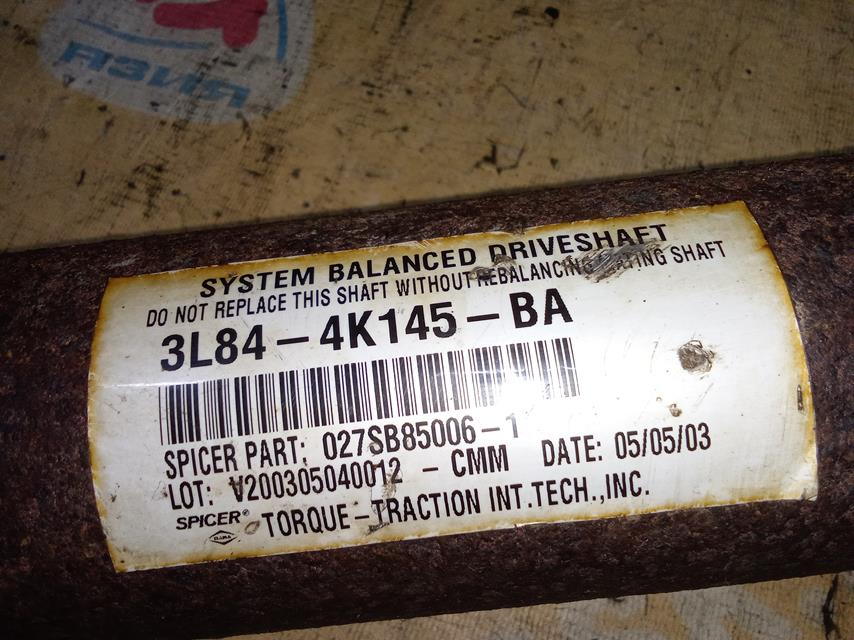 SYSTEM BALANCED DRIVESHAFT
DO NOT REPLACE THIS SHAFT WITHOUT REBALANCING SHAFT
3L84-4K145-BA
SPICER PART: 027SB85006-1
LOT: V200305040012 - CMM DATE: 05/05/03
SPICER® TORQUE-TRACTION INT.TECH.,INC.
DANA